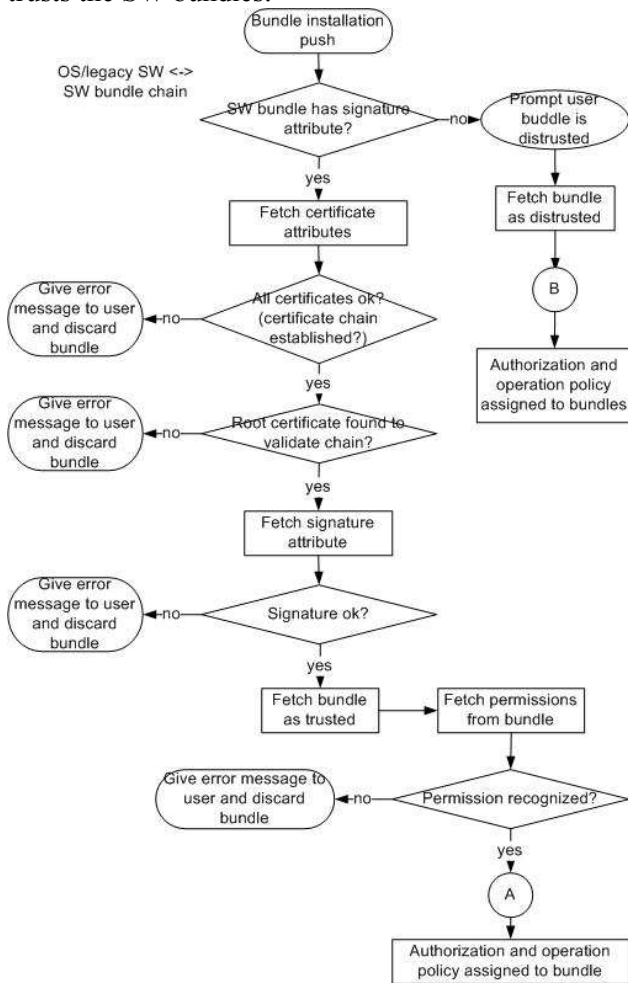 trusts the SW bundles.
Bundle installation
push
OS/legacy SW <->
SW bundle chain
SW bundle has signature
attribute?
no
Prompt user
buddle is
distrusted
yes
Fetch certificate
attributes
Fetch bundle
as distrusted
Give error
message to user
and discard
bundle
no
All certificates ok?
(certificate chain
established?)
B
yes
Authorization and
operation policy
assigned to bundles
Give error
message to user
and discard
bundle
no
Root certificate found to
validate chain?
yes
Fetch signature
attribute
Give error
message to user
and discard
bundle
no
Signature ok?
yes
Fetch bundle
as trusted
Fetch permissions
from bundle
Give error message to
user and discard
bundle
no
Permission recognized?
yes
A
Authorization and operation
policy assigned to bundle